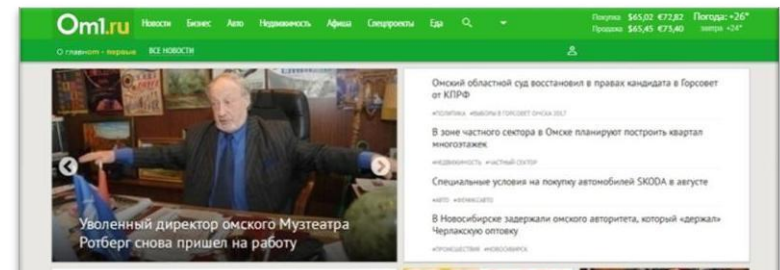 Om1.ru Новости Бизнес Авто Недвижимость Афиша Спецпроекты Еда
Покупка $65,02 €72,82 Погода: +26°
Продажа $65,45 €73,40 завтра +24°
О главном - первые ВСЕ НОВОСТИ
Уволенный директор омского Музтеатра
Ротберг снова пришел на работу
Омский областной суд восстановил в правах кандидата в Горсовет
от КПРФ
#ПОЛИТИКА #ВЫБОРЫ В ГОРСОВЕТ ОМСКА 2017
В зоне частного сектора в Омске планируют построить квартал
многоэтажек
#НЕДВИЖИМОСТЬ #ЧАСТНЫЙ СЕКТОР
Специальные условия на покупку автомобилей SKODA в августе
#АВТО #ФЕНИКСАВТО
В Новосибирске задержали омского авторитета, который «держал»
Черлакскую оптовку
#ПРОИСШЕСТВИЯ #НОВОСИБИРСК